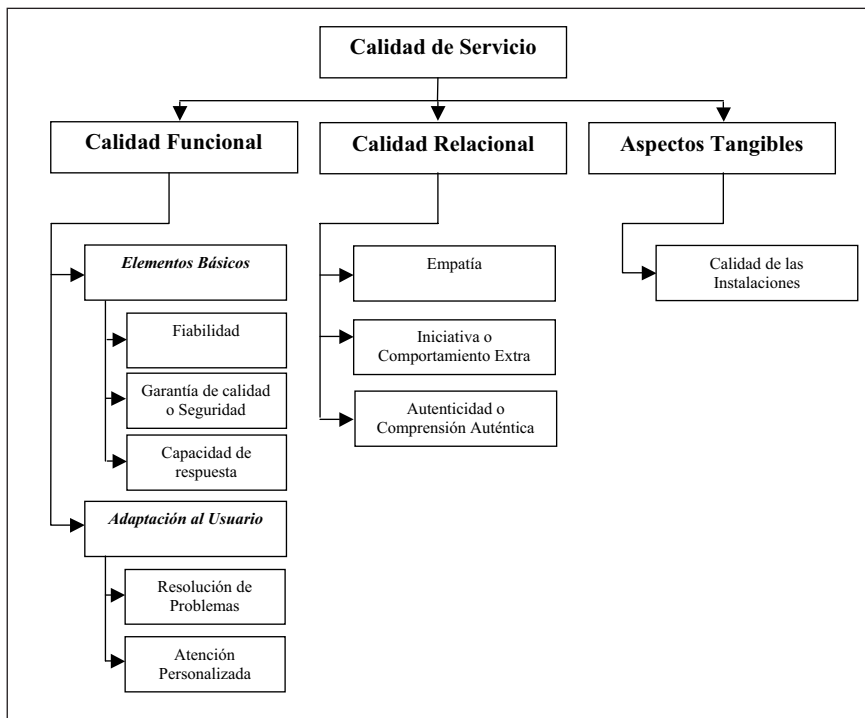 Calidad de Servicio
Calidad Funcional
Elementos Básicos
Fiabilidad
Garantía de calidad
o Seguridad
Capacidad de
respuesta
Adaptación al Usuario
Resolución de
Problemas
Atención
Personalizada
Calidad Relacional
Empatía
Iniciativa o
Comportamiento Extra
Autenticidad o
Comprensión Auténtica
Aspectos Tangibles
Calidad de las
Instalaciones